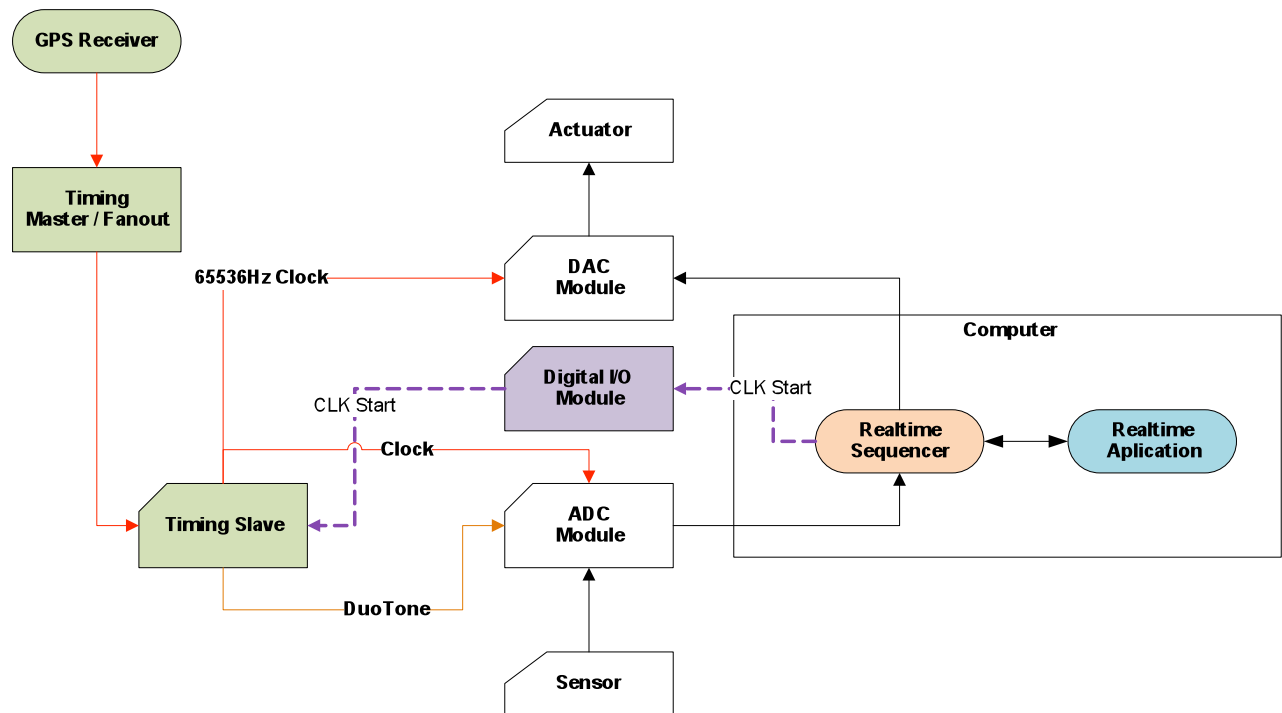 GPS Receiver
Timing
Master / Fanout
Actuator
65536Hz Clock
DAC
Module
Computer
Digital I/O
Module
CLK Start
CLK Start
Realtime
Sequencer
Realtime
Aplication
Clock
Timing Slave
ADC
Module
DuoTone
Sensor